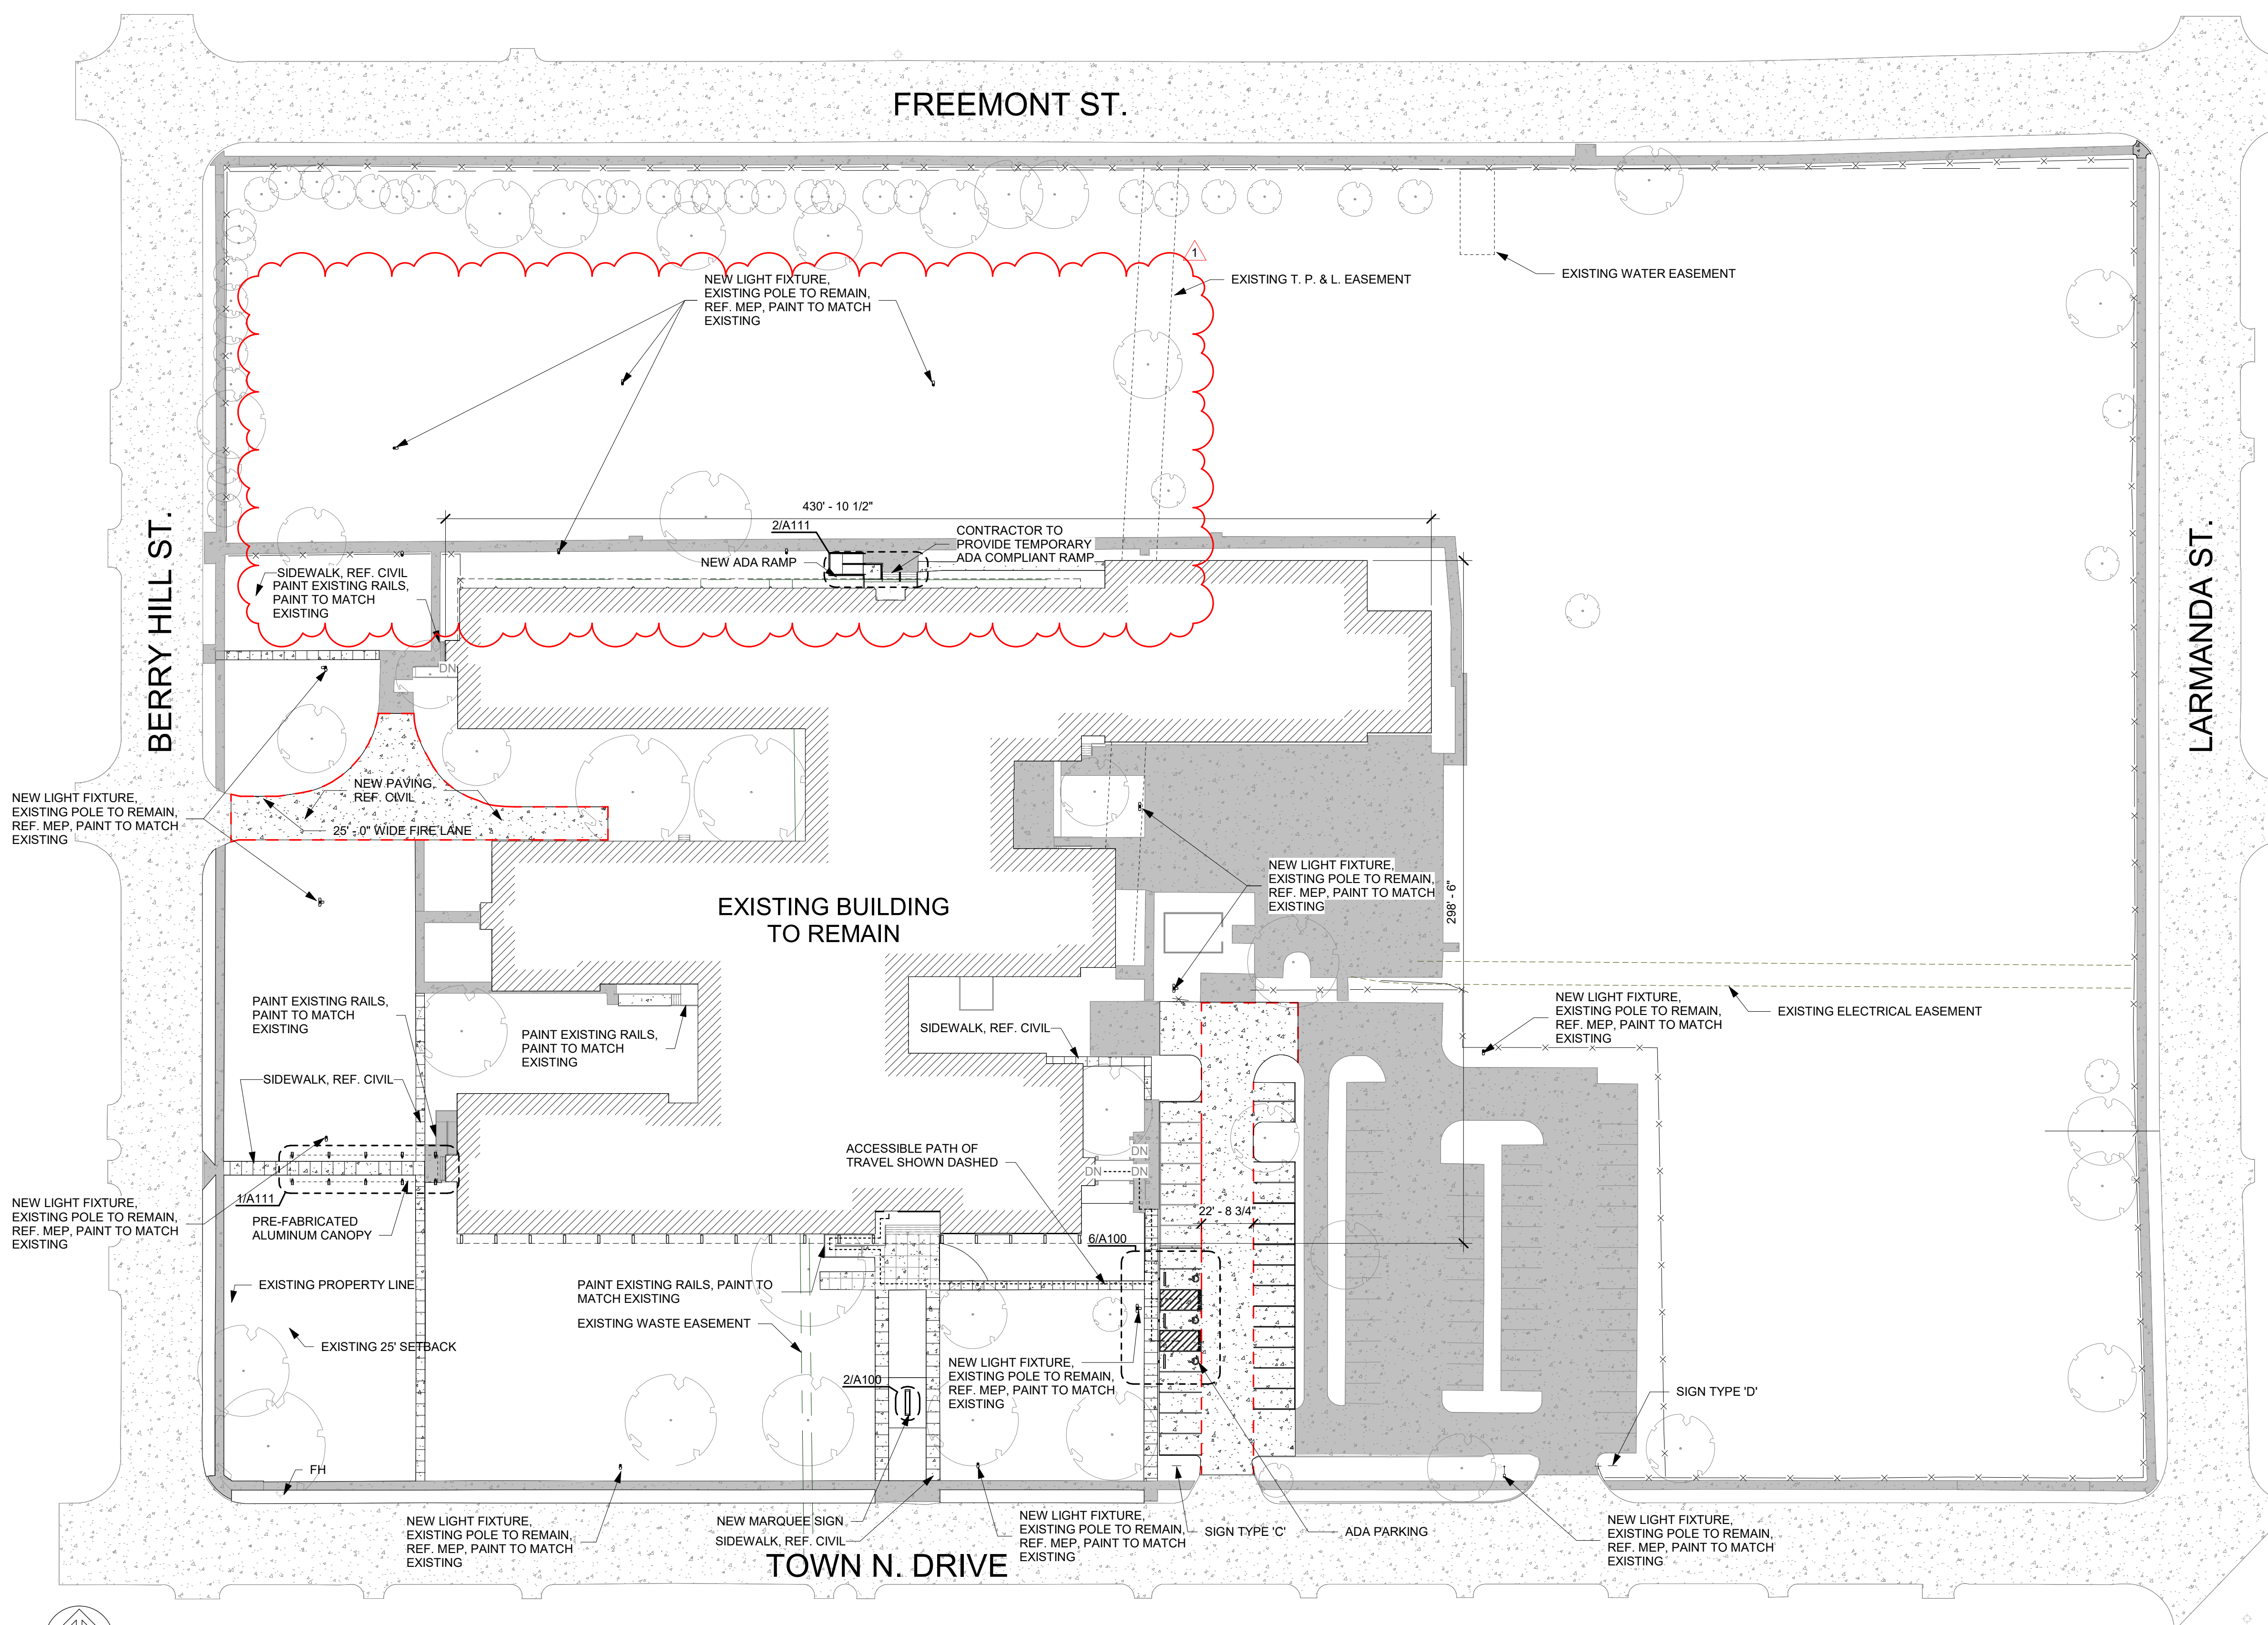 FREEMONT ST.
1
NEW LIGHT FIXTURE,
EXISTING POLE TO REMAIN,
REF. MEP, PAINT TO MATCH
EXISTING
EXISTING T. P. & L. EASEMENT
EXISTING WATER EASEMENT
BERRY HILL ST.
LARMANDA ST.
430' - 10 1/2"
2/A111
NEW ADA RAMP
CONTRACTOR TO
PROVIDE TEMPORARY
ADA COMPLIANT RAMP
SIDEWALK, REF. CIVIL
PAINT EXISTING RAILS,
PAINT TO MATCH
EXISTING
DN
NEW LIGHT FIXTURE,
EXISTING POLE TO REMAIN,
REF. MEP, PAINT TO MATCH
EXISTING
NEW PAVING,
REF. CIVIL
25' - 0" WIDE FIRE LANE
EXISTING BUILDING
TO REMAIN
NEW LIGHT FIXTURE,
EXISTING POLE TO REMAIN,
REF. MEP, PAINT TO MATCH
EXISTING
298' - 6"
PAINT EXISTING RAILS,
PAINT TO MATCH
EXISTING
PAINT EXISTING RAILS,
PAINT TO MATCH
EXISTING
SIDEWALK, REF. CIVIL
NEW LIGHT FIXTURE,
EXISTING POLE TO REMAIN,
REF. MEP, PAINT TO MATCH
EXISTING
EXISTING ELECTRICAL EASEMENT
SIDEWALK, REF. CIVIL
ACCESSIBLE PATH OF
TRAVEL SHOWN DASHED
DN
DN
DN
1/A111
NEW LIGHT FIXTURE,
EXISTING POLE TO REMAIN,
REF. MEP, PAINT TO MATCH
EXISTING
PRE-FABRICATED
ALUMINUM CANOPY
22' - 8 3/4"
6/A100
EXISTING PROPERTY LINE
PAINT EXISTING RAILS, PAINT TO
MATCH EXISTING
EXISTING WASTE EASEMENT
EXISTING 25' SETBACK
2/A100
NEW LIGHT FIXTURE,
EXISTING POLE TO REMAIN,
REF. MEP, PAINT TO MATCH
EXISTING
SIGN TYPE 'D'
FH
NEW LIGHT FIXTURE,
EXISTING POLE TO REMAIN,
REF. MEP, PAINT TO MATCH
EXISTING
NEW MARQUEE SIGN
SIDEWALK, REF. CIVIL
NEW LIGHT FIXTURE,
EXISTING POLE TO REMAIN,
REF. MEP, PAINT TO MATCH
EXISTING
SIGN TYPE 'C'
ADA PARKING
NEW LIGHT FIXTURE,
EXISTING POLE TO REMAIN,
REF. MEP, PAINT TO MATCH
EXISTING
TOWN N. DRIVE